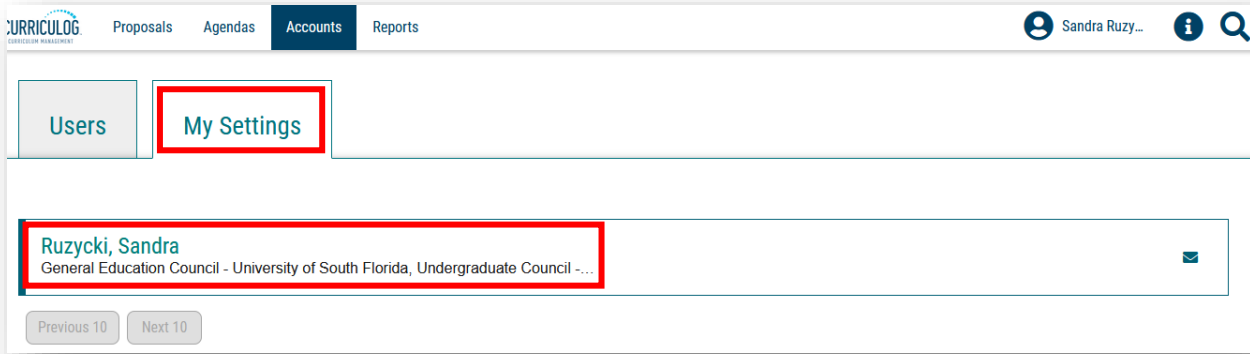 CURRICULOG.
CURRICULUM MANAGEMENT
Proposals Agendas Accounts Reports Sandra Ruzy...
Users My Settings
Ruzycki, Sandra
General Education Council - University of South Florida, Undergraduate Council -...
Previous 10 Next 10